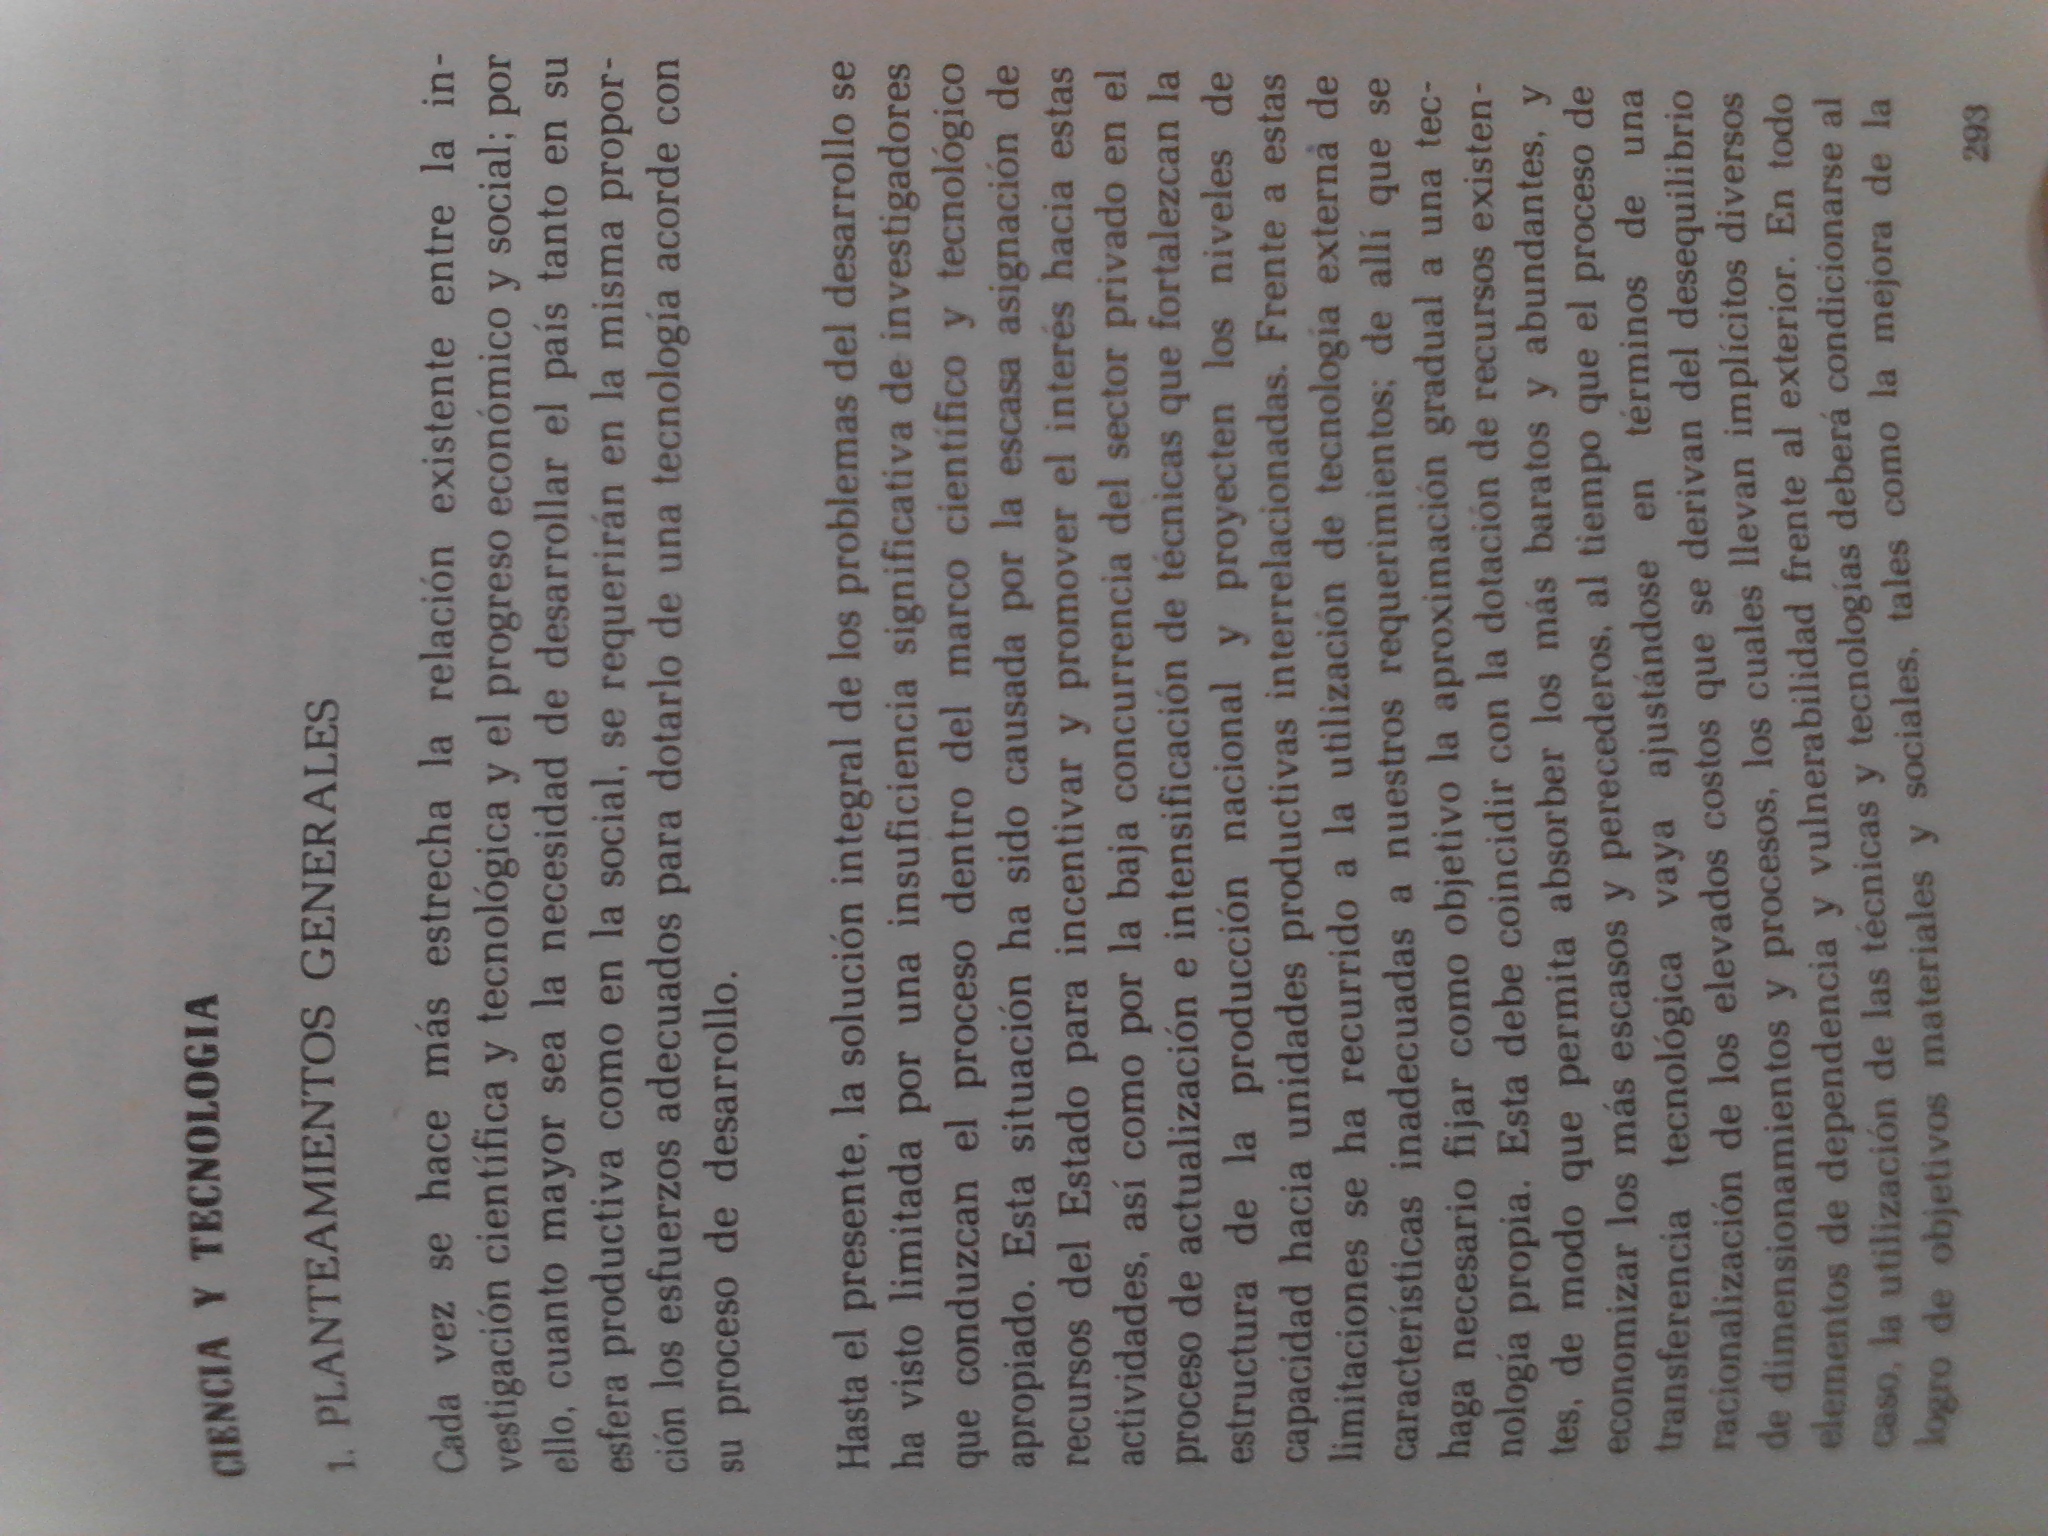 CIENCIA Y TECNOLOGIA
1. PLANTEAMIENTOS GENERALES
Cada vez se hace más estrecha la relación existente entre la in-
vestigación científica y tecnológica y el progreso económico y social; por
ello, cuanto mayor sea la necesidad de desarrollar el país tanto en su
esfera productiva como en la social, se requerirán en la misma propor-
ción los esfuerzos adecuados para dotarlo de una tecnología acorde con
su proceso de desarrollo.
Hasta el presente, la solución integral de los problemas del desarrollo se
ha visto limitada por una insuficiencia significativa de investigadores
que conduzcan el proceso dentro del marco científico y tecnológico
apropiado. Esta situación ha sido causada por la escasa asignación de
recursos del Estado para incentivar y promover el interés hacia estas
actividades, así como por la baja concurrencia del sector privado en el
proceso de actualización e intensificación de técnicas que fortalezcan la
estructura de la producción nacional y proyecten los niveles de
capacidad hacia unidades productivas interrelacionadas. Frente a estas
limitaciones se ha recurrido a la utilización de tecnología externa de
características inadecuadas a nuestros requerimientos; de allí que se
haga necesario fijar como objetivo la aproximación gradual a una tec-
nología propia. Esta debe coincidir con la dotación de recursos existen-
tes, de modo que permita absorber los más baratos y abundantes, y
economizar los más escasos y perecederos, al tiempo que el proceso de
transferencia tecnológica vaya ajustándose en términos de una
racionalización de los elevados costos que se derivan del desequilibrio
de dimensionamientos y procesos, los cuales llevan implícitos diversos
elementos de dependencia y vulnerabilidad frente al exterior. En todo
caso, la utilización de las técnicas y tecnologías deberá condicionarse al
logro de objetivos materiales y sociales, tales como la mejora de la
293